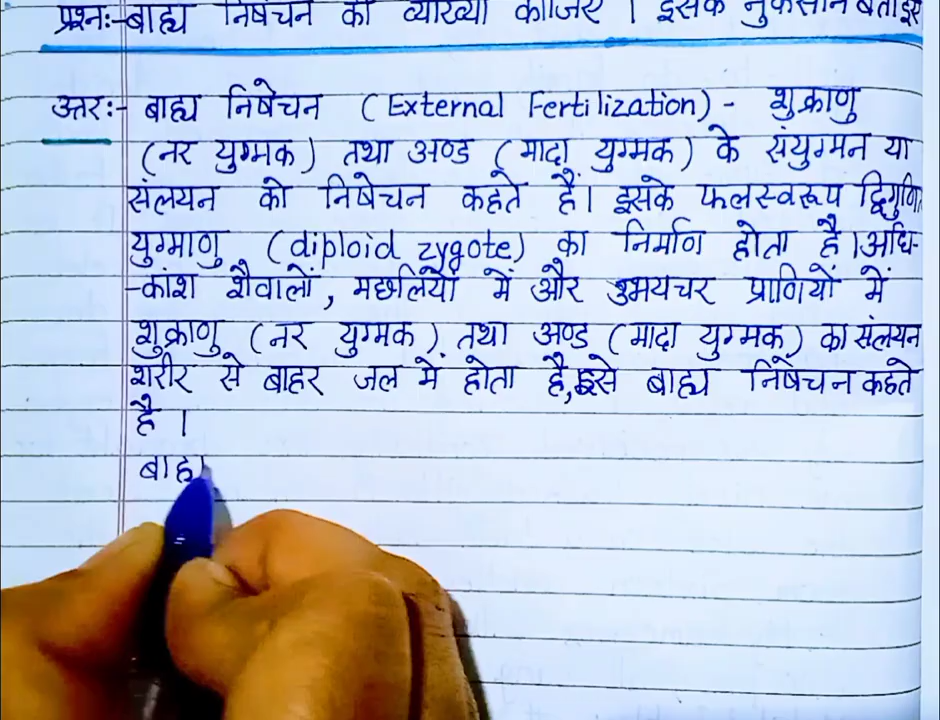 प्रश्न:- बाह्य निषेचन की व्याख्या कीजिए । इसके नुकसान बताइए
उत्तर:- बाह्य निषेचन (External Fertilization) - शुक्राणु
(नर युग्मक) तथा अण्ड (मादा युग्मक) के संयुग्मन या
संलयन को निषेचन कहते हैं। इसके फलस्वरूप द्विगुणित
युग्माणु (diploid zygote) का निर्माण होता है।अधि-
-कांश शैवालों, मछलियों में और उभयचर प्राणियों में
शुक्राणु (नर युग्मक) तथा अण्ड (मादा युग्मक) का संलयन
शरीर से बाहर जल में होता है,इसे बाह्य निषेचन कहते
है ।
बाह्य